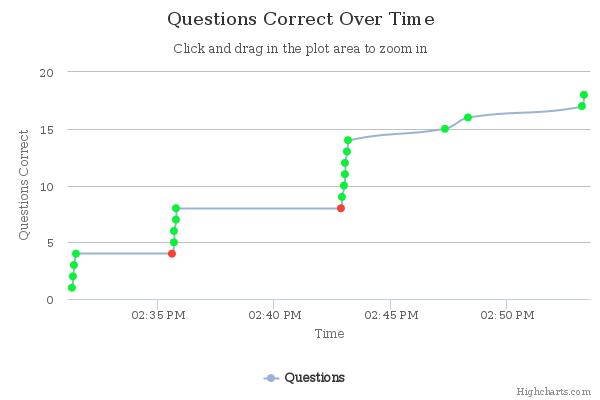 Questions Correct Over Time
Click and drag in the plot area to zoom in
Questions Correct
20
15
10
5
0
02:35 PM 02:40 PM 02:45 PM 02:50 PM
Time
Questions
Highcharts.com